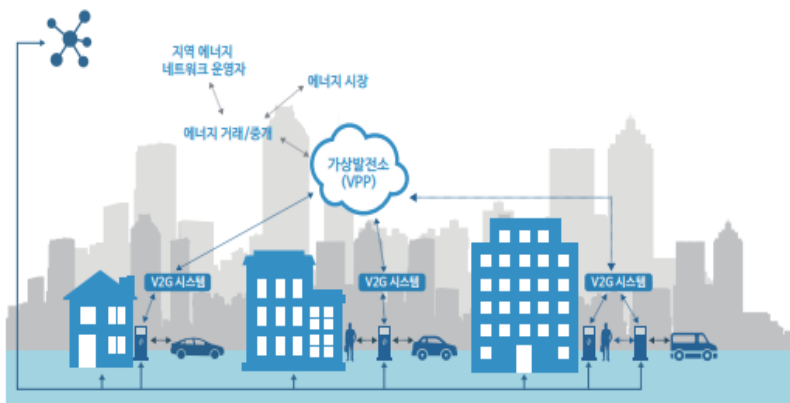 지역 에너지
네트워크 운영자
에너지 시장
에너지 거래/중개
가상발전소
(VPP)
V2G 시스템
V2G 시스템
V2G 시스템